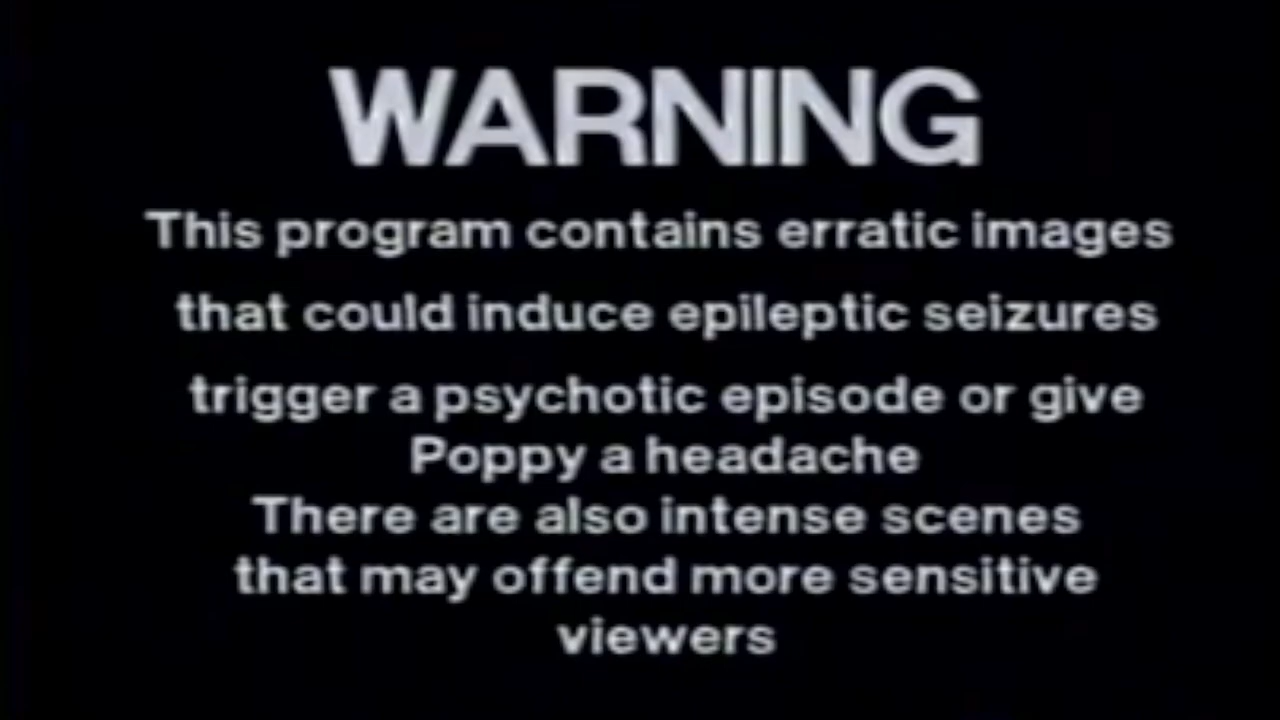 WARNING
This program contains erratic images
that could induce epileptic seizures
trigger a psychotic episode or give
Poppy a headache
There are also intense scenes
that may offend more sensitive
viewers